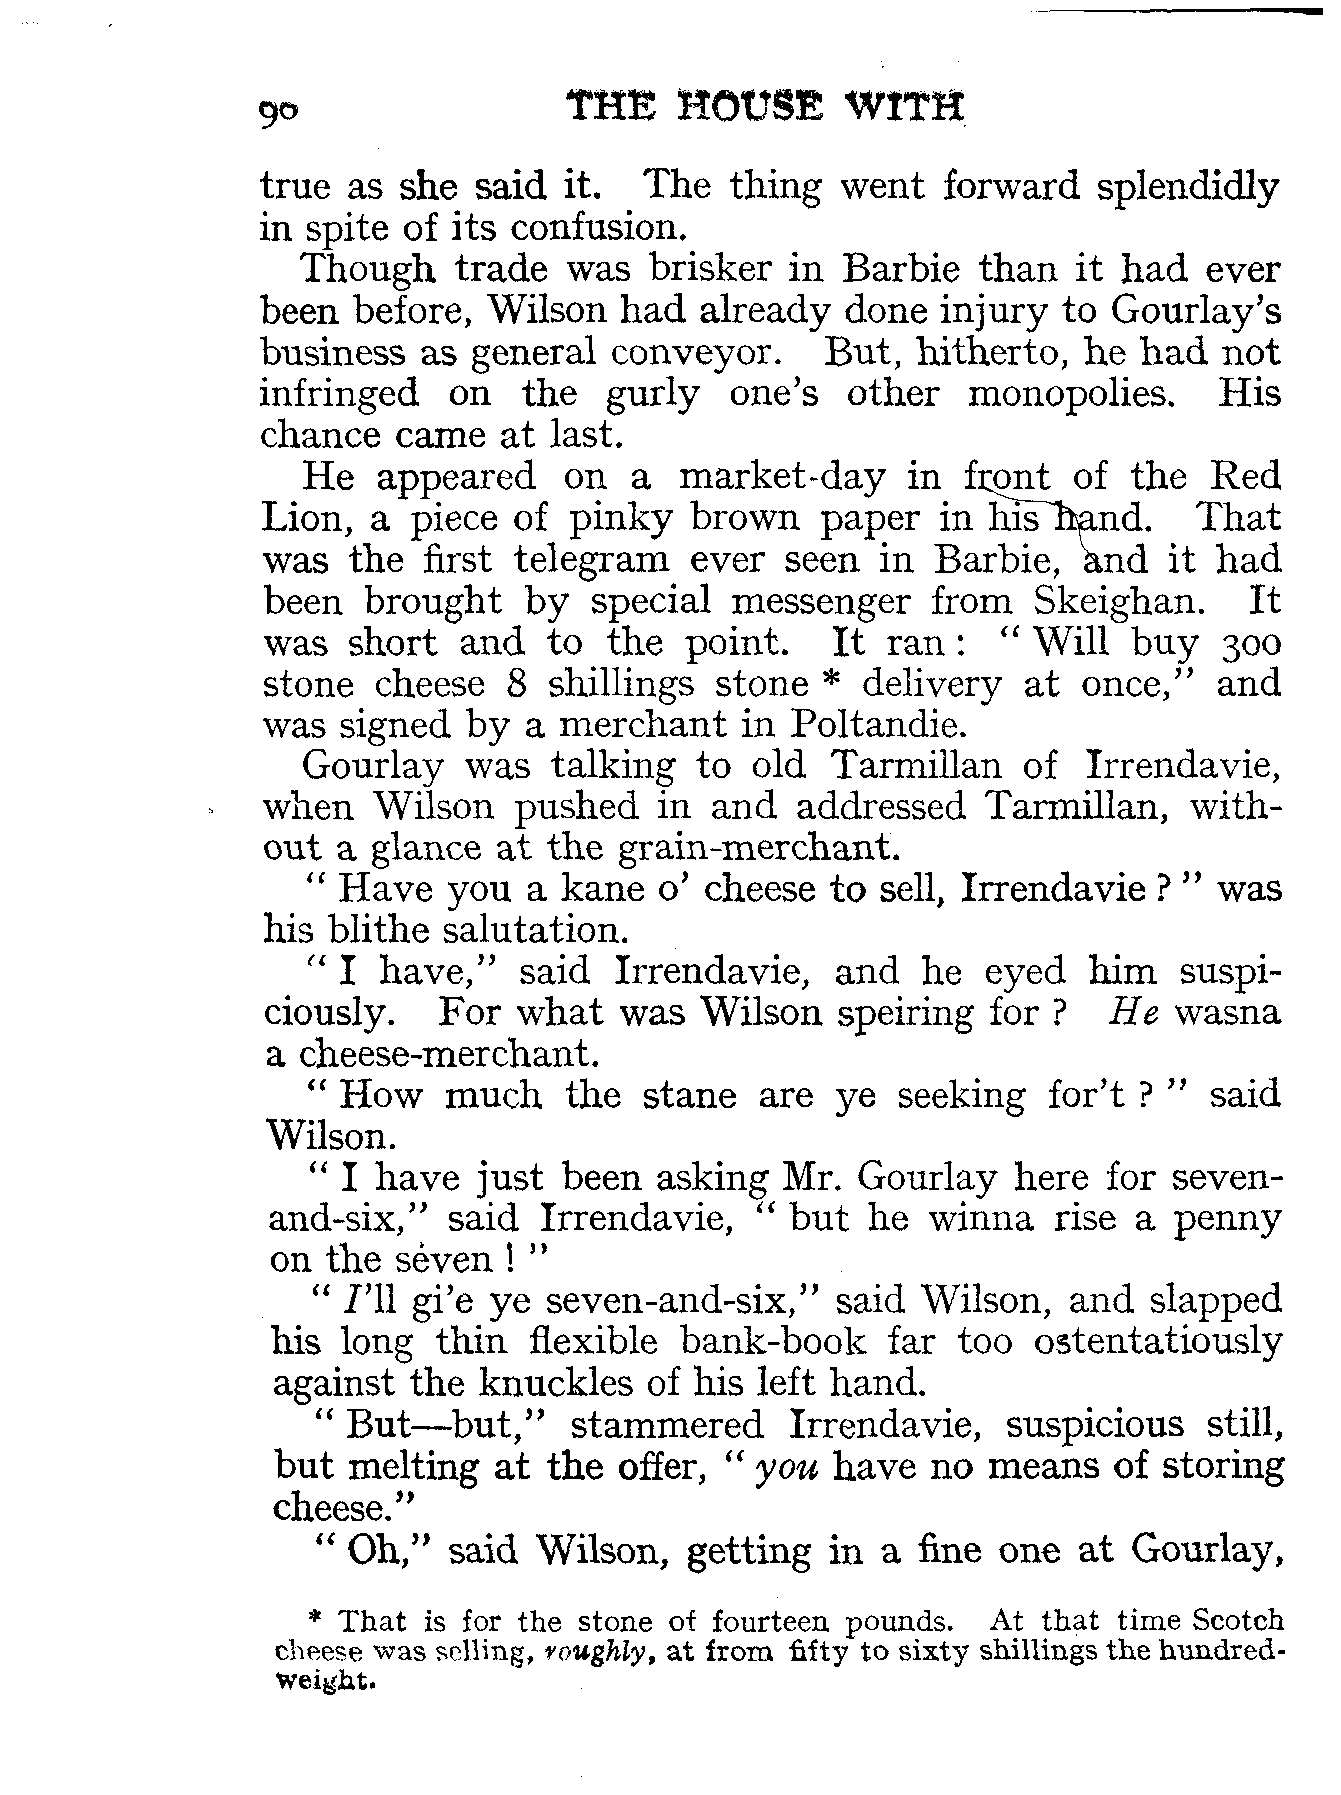 90 THE HOUSE WITH
true as she said it. The thing went forward splendidly
in spite of its confusion.
Though trade was brisker in Barbie than it had ever
been before, Wilson had already done injury to Gourlay's
business as general conveyor. But, hitherto, he had not
infringed on the gurly one's other monopolies. His
chance came at last.
He appeared on a market-day in front of the Red
Lion, a piece of pinky brown paper in his hand. That
was the first telegram ever seen in Barbie, and it had
been brought by special messenger from Skeighan. It
was short and to the point. It ran : “ Will buy 300
stone cheese 8 shillings stone * delivery at once,” and
was signed by a merchant in Poltandie.
Gourlay was talking to old Tarmillan of Irrendavie,
when Wilson pushed in and addressed Tarmillan, with-
out a glance at the grain-merchant.
“ Have you a kane o' cheese to sell, Irrendavie ? ” was
his blithe salutation.
“ I have,” said Irrendavie, and he eyed him suspi-
ciously. For what was Wilson speiring for ? He wasna
a cheese-merchant.
“ How much the stane are ye seeking for't ? ” said
Wilson.
“ I have just been asking Mr. Gourlay here for seven-
and-six,” said Irrendavie, “ but he winna rise a penny
on the seven ! ”
“ I'll gi'e ye seven-and-six,” said Wilson, and slapped
his long thin flexible bank-book far too ostentatiously
against the knuckles of his left hand.
“ But—but,” stammered Irrendavie, suspicious still,
but melting at the offer, “ you have no means of storing
cheese.”
“ Oh,” said Wilson, getting in a fine one at Gourlay,
* That is for the stone of fourteen pounds. At that time Scotch
cheese was selling, roughly, at from fifty to sixty shillings the hundred-
weight.